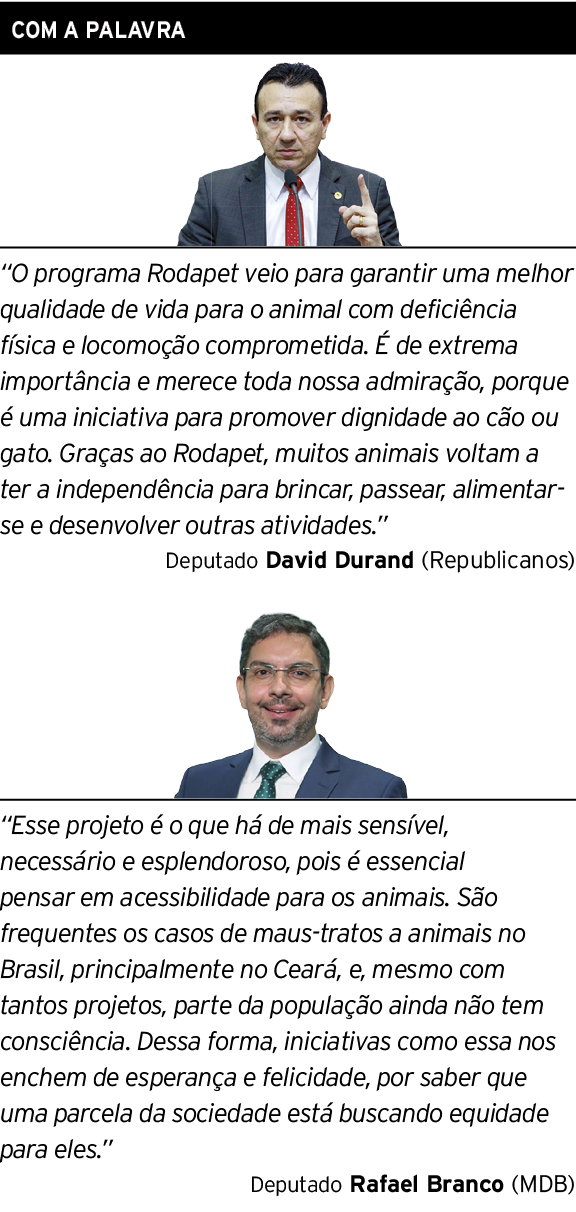 COM A PALAVRA
“O programa Rodapet veio para garantir uma melhor
qualidade de vida para o animal com deficiência
física e locomoção comprometida. É de extrema
importância e merece toda nossa admiração, porque
é uma iniciativa para promover dignidade ao cão ou
gato. Graças ao Rodapet, muitos animais voltam a
ter a independência para brincar, passear, alimentar-
se e desenvolver outras atividades.”
Deputado David Durand (Republicanos)
“Esse projeto é o que há de mais sensível,
necessário e esplendoroso, pois é essencial
pensar em acessibilidade para os animais. São
frequentes os casos de maus-tratos a animais no
Brasil, principalmente no Ceará, e, mesmo com
tantos projetos, parte da população ainda não tem
consciência. Dessa forma, iniciativas como essa nos
enchem de esperança e felicidade, por saber que
uma parcela da sociedade está buscando equidade
para eles.”
Deputado Rafael Branco (MDB)